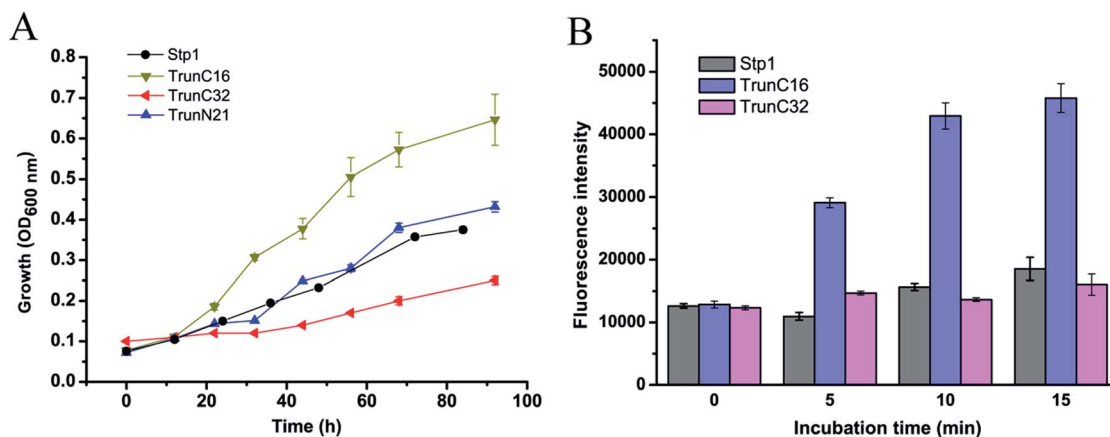 A
Stp1
TrunC16
TrunC32
TrunN21
0.8
0.7
0.6
0.5
0.4
0.3
0.2
0.1
0.0
Growth (OD600 nm)
0 20 40 60 80 100
Time (h)
B
Stp1
TrunC16
TrunC32
50000
40000
30000
20000
10000
0
Fluorescence intensity
0 5 10 15
Incubation time (min)